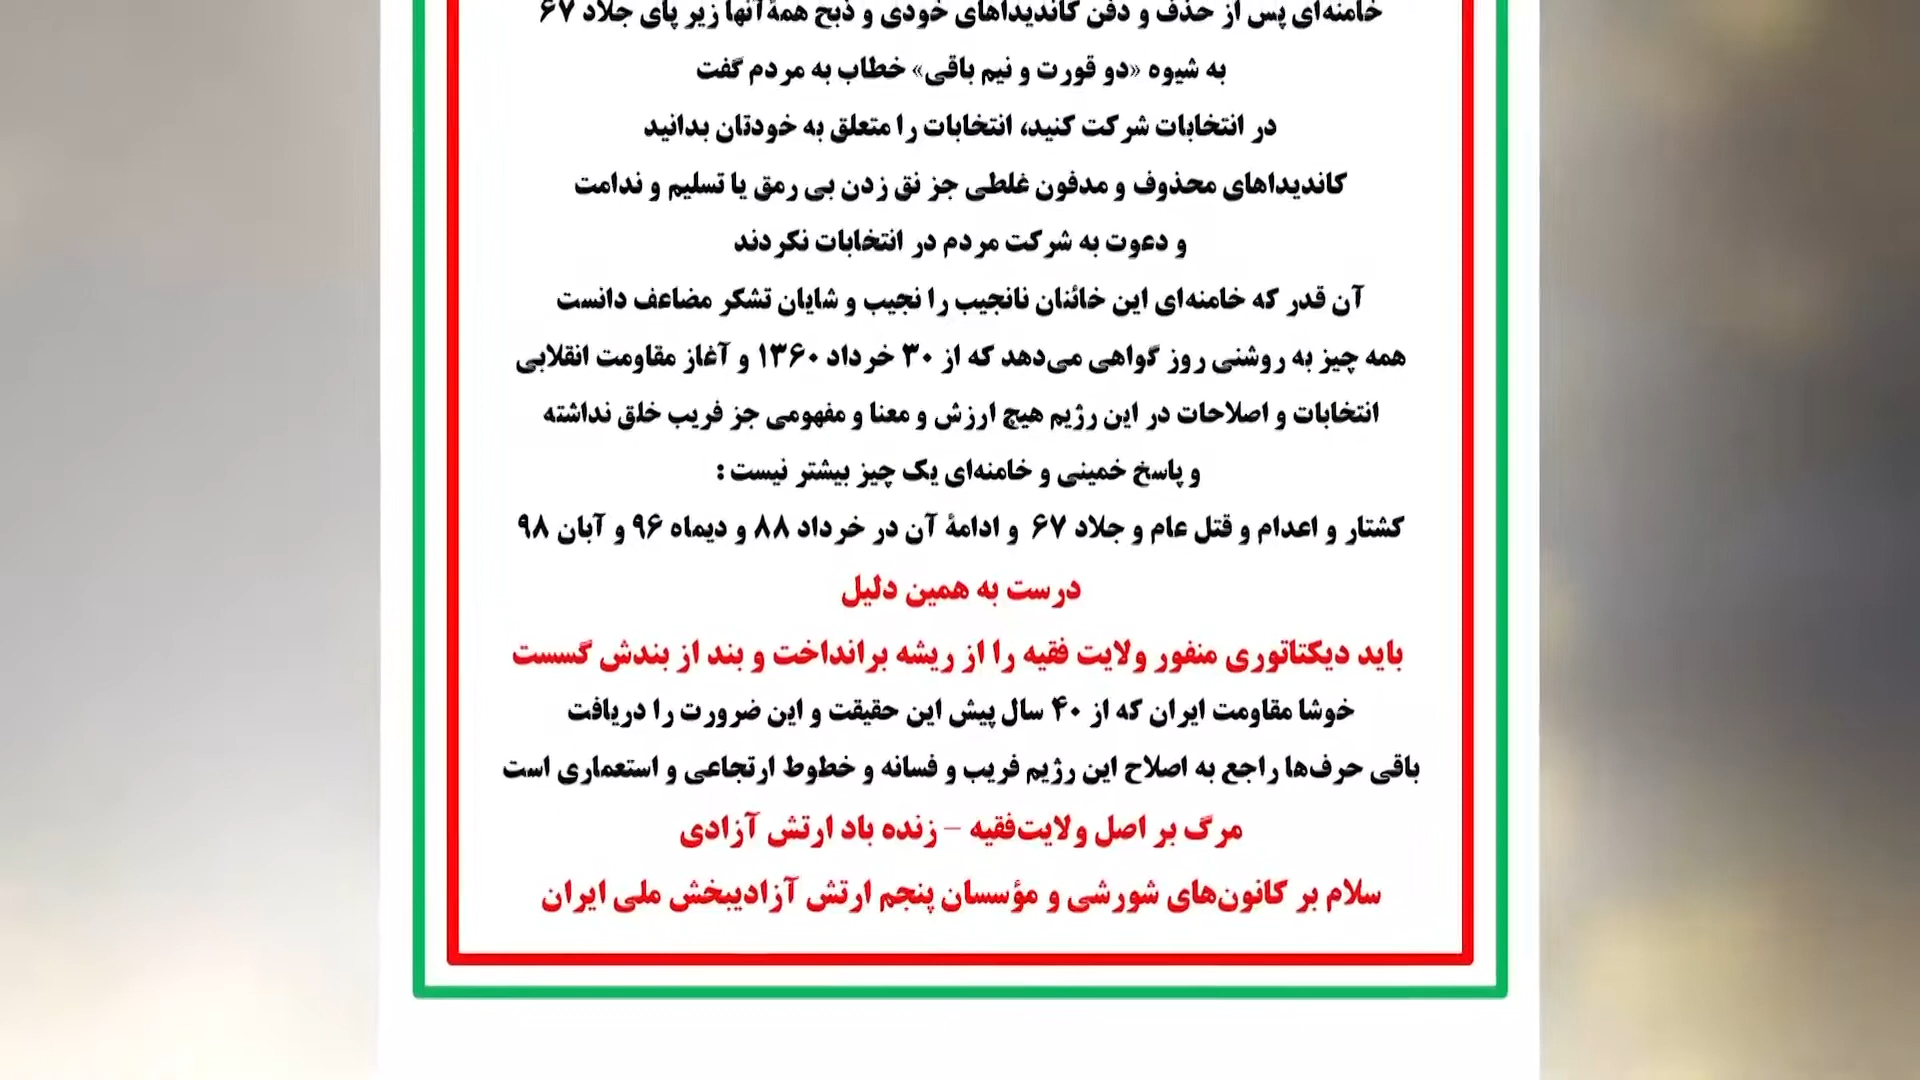 خامنه‌ای پس از حذف و دفن کاندیداهای خودی و ذبح همهٔ آنها زیر پای جلاد ۶۷
به شیوه «دو قورت و نیم باقی» خطاب به مردم گفت
در انتخابات شرکت کنید، انتخابات را متعلق به خودتان بدانید
کاندیداهای محذوف و مدفون غلطی جز نق زدن بی رمق یا تسلیم و ندامت
و دعوت به شرکت مردم در انتخابات نکردند
آن قدر که خامنه‌ای این خائنان نانجیب را نجیب و شایان تشکر مضاعف دانست
همه چیز به روشنی روز گواهی می‌دهد که از ۳۰ خرداد ۱۳۶۰ و آغاز مقاومت انقلابی
انتخابات و اصلاحات در این رژیم هیچ ارزش و معنا و مفهومی جز فریب خلق نداشته
و پاسخ خمینی و خامنه‌ای یک چیز بیشتر نیست :
کشتار و اعدام و قتل عام و جلاد ۶۷ و ادامهٔ آن در خرداد ۸۸ و دیماه ۹۶ و آبان ۹۸
درست به همین دلیل
باید دیکتاتوری منفور ولایت فقیه را از ریشه برانداخت و بند از بندش گسست
خوشا مقاومت ایران که از ۴۰ سال پیش این حقیقت و این ضرورت را دریافت
باقی حرف‌ها راجع به اصلاح این رژیم فریب و فسانه و خطوط ارتجاعی و استعماری است
مرگ بر اصل ولایت‌فقیه – زنده باد ارتش آزادی
سلام بر کانون‌های شورشی و مؤسسان پنجم ارتش آزادیبخش ملی ایران